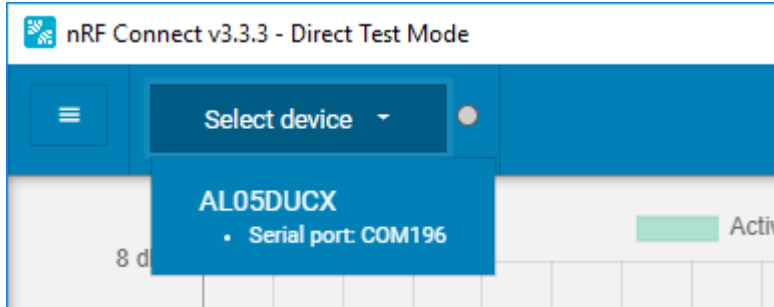 nRF Connect v3.3.3 - Direct Test Mode
Select device
AL05DUCX
• Serial port: COM196
8 d
Activ